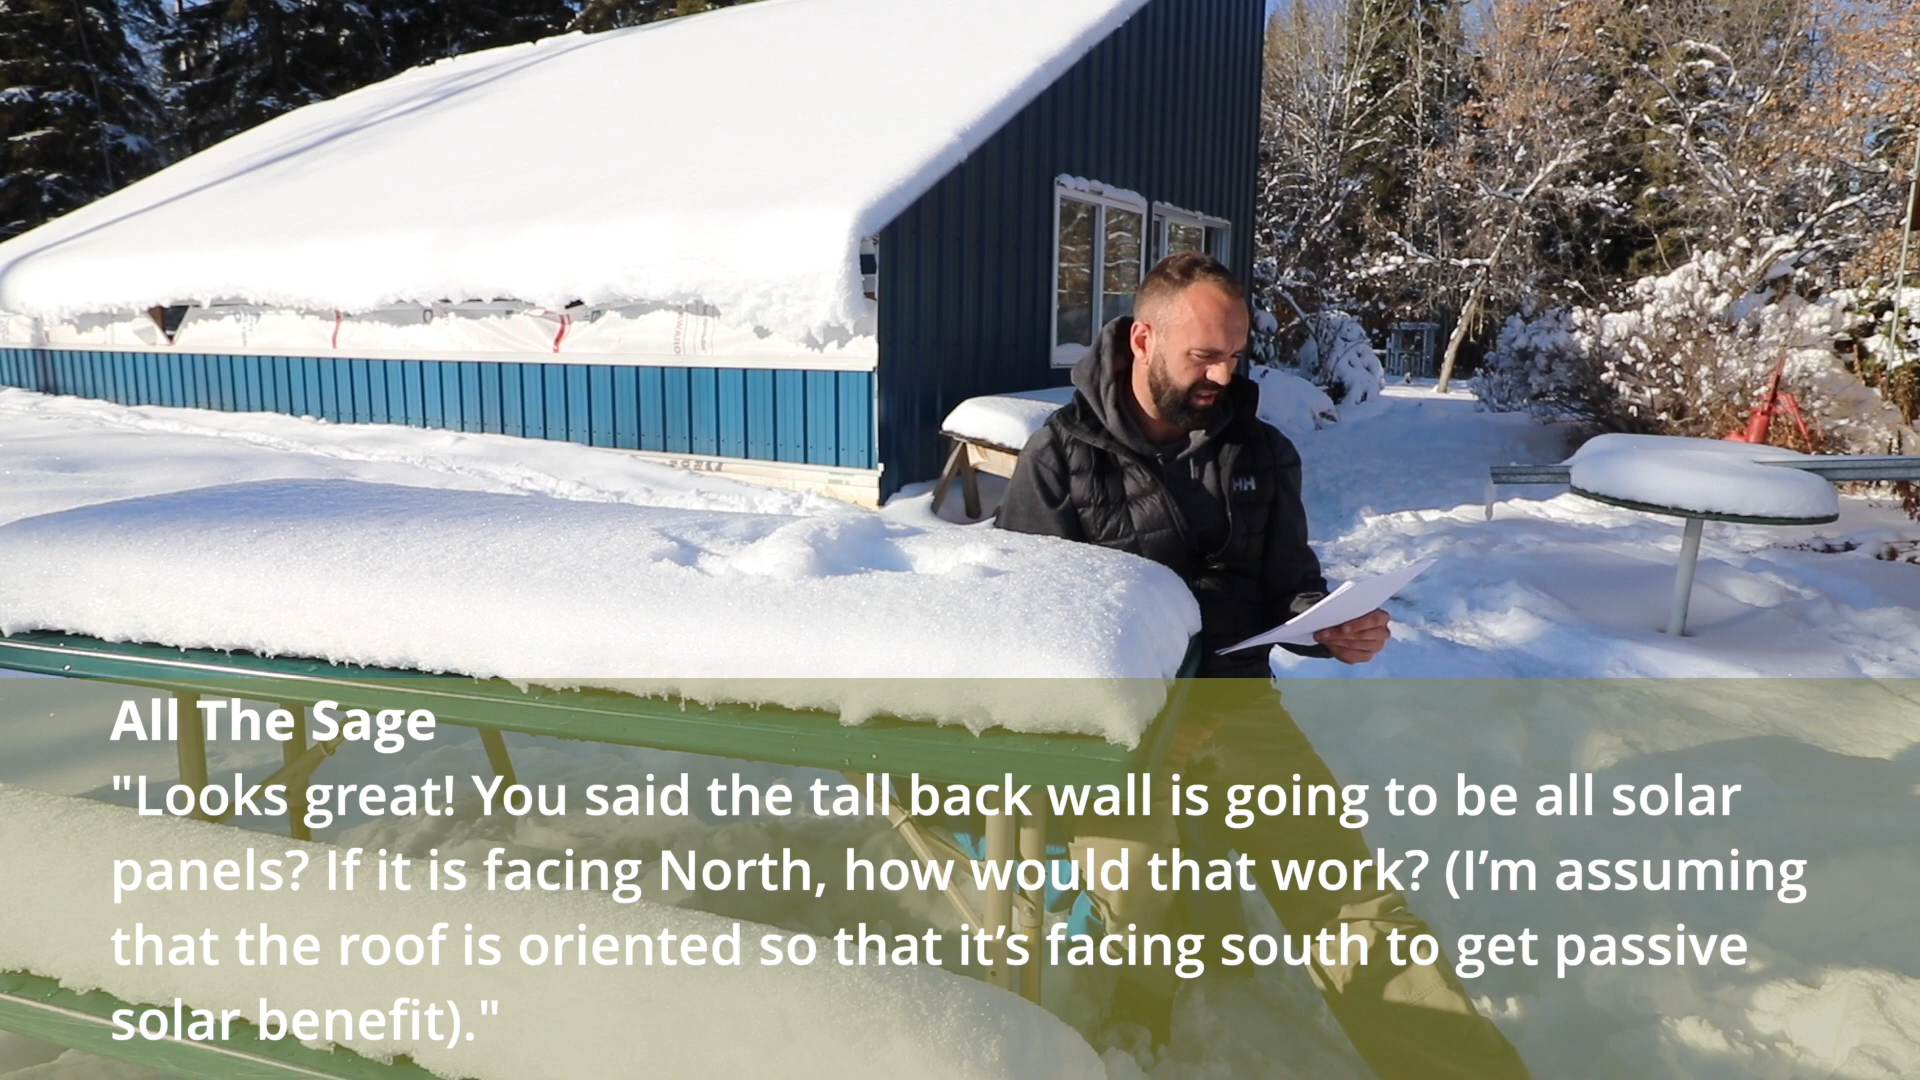 HH
All The Sage
"Looks great! You said the tall back wall is going to be all solar
panels? If it is facing North, how would that work? (I’m assuming
that the roof is oriented so that it’s facing south to get passive
solar benefit)."